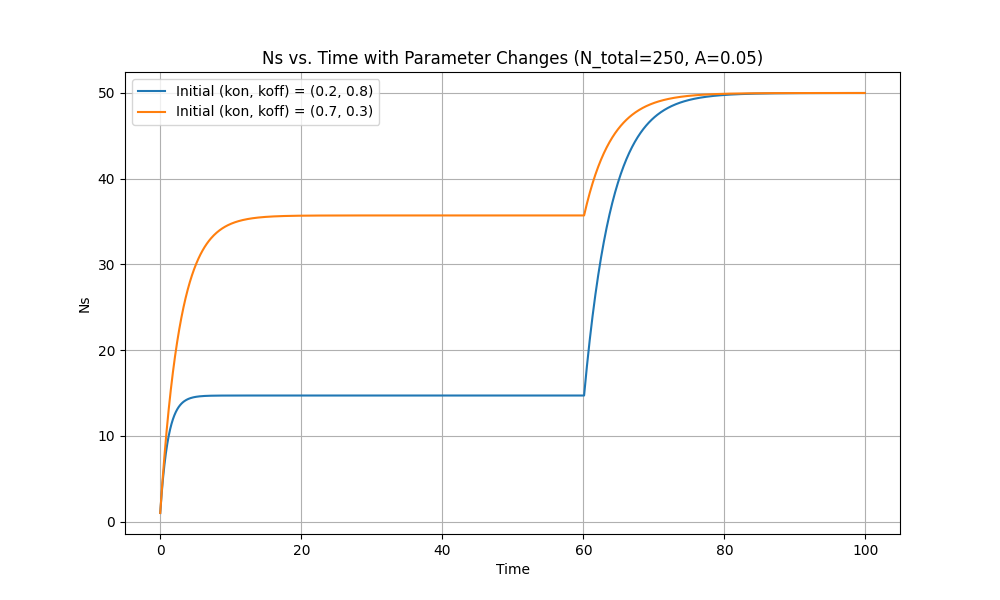 Ns vs. Time with Parameter Changes (N_total=250, A=0.05)
Initial (kon, koff) = (0.2, 0.8)
Initial (kon, koff) = (0.7, 0.3)
50
40
30
20
10
0
Ns
0 20 40 60 80 100
Time